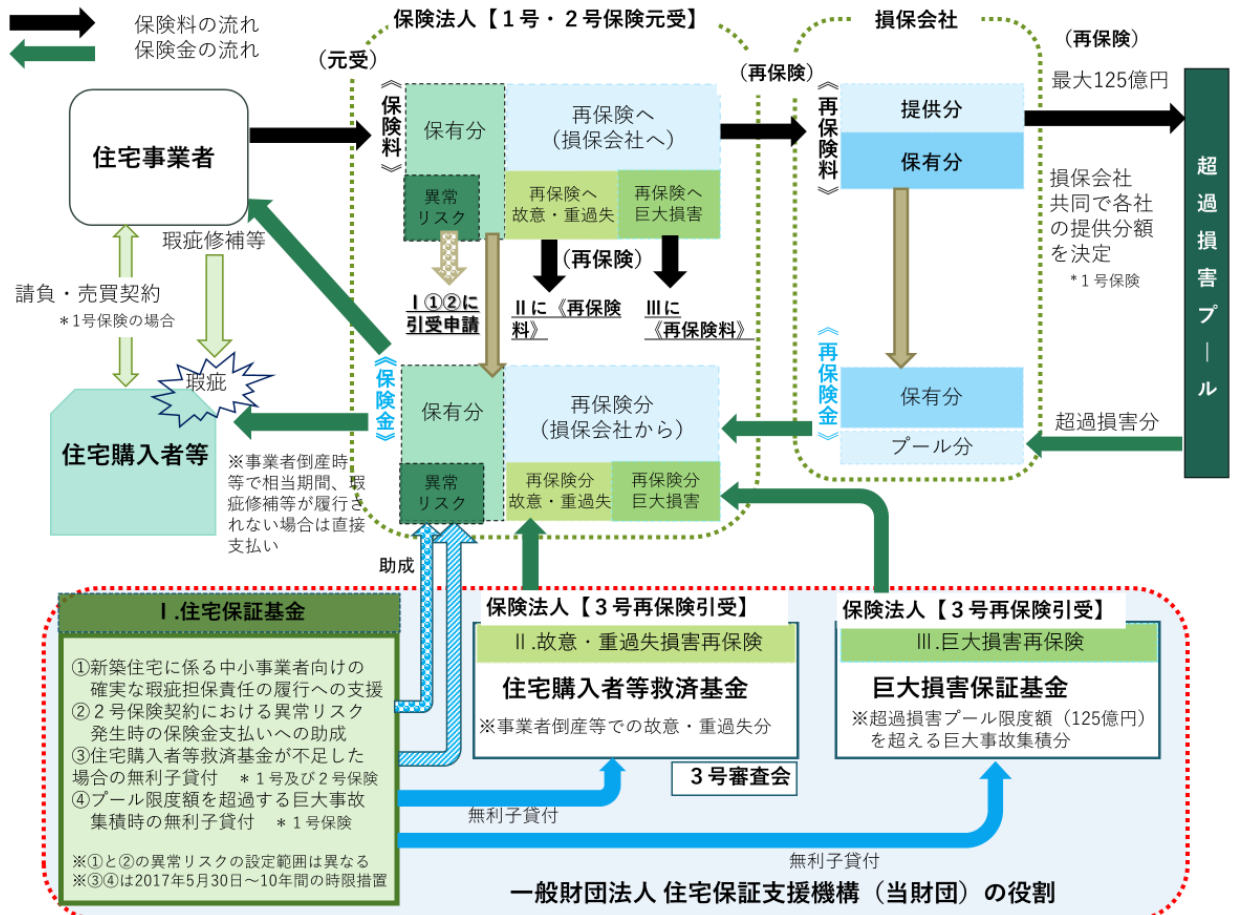 保険料の流れ
保険金の流れ
保険法人【１号・２号保険元受】
損保会社
(元受)
(再保険)
(再保険)
最大125億円
住宅事業者
《保険料》
保有分
再保険へ
(損保会社へ)
異常
リスク
再保険へ
故意・重過失
再保険へ
巨大損害
《再保険料》
提供分
保有分
超過損害プール
損保会社
共同で各社
の提供分額
を決定
＊1号保険
瑕疵修補等
請負・売買契約
＊1号保険の場合
(再保険)
Ⅰ①②に
引受申請
Ⅱに《再保険
料》
Ⅲに
《再保険料》
瑕疵
住宅購入者等
《保険金》
保有分
再保険分
(損保会社から)
異常
リスク
再保険分
故意・重過失
再保険分
巨大損害
《再保険金》
保有分
プール分
超過損害分
※事業者倒産時
等で相当期間、瑕
疵修補等が履行さ
れない場合は直接
支払い
助成
Ⅰ.住宅保証基金
①新築住宅に係る中小事業者向けの
確実な瑕疵担保責任の履行への支援
②２号保険契約における異常リスク
発生時の保険金支払いへの助成
③住宅購入者等救済基金が不足した
場合の無利子貸付　＊１号及び２号保険
④プール限度額を超過する巨大事故
集積時の無利子貸付　＊１号保険
※①と②の異常リスクの設定範囲は異なる
※③④は2017年5月30日～10年間の時限措置
保険法人【３号再保険引受】
Ⅱ.故意・重過失損害再保険
住宅購入者等救済基金
※事業者倒産等での故意・重過失分
３号審査会
保険法人【３号再保険引受】
Ⅲ.巨大損害再保険
巨大損害保証基金
※超過損害プール限度額（125億円）
を超える巨大事故集積分
無利子貸付
無利子貸付
一般財団法人 住宅保証支援機構（当財団）の役割